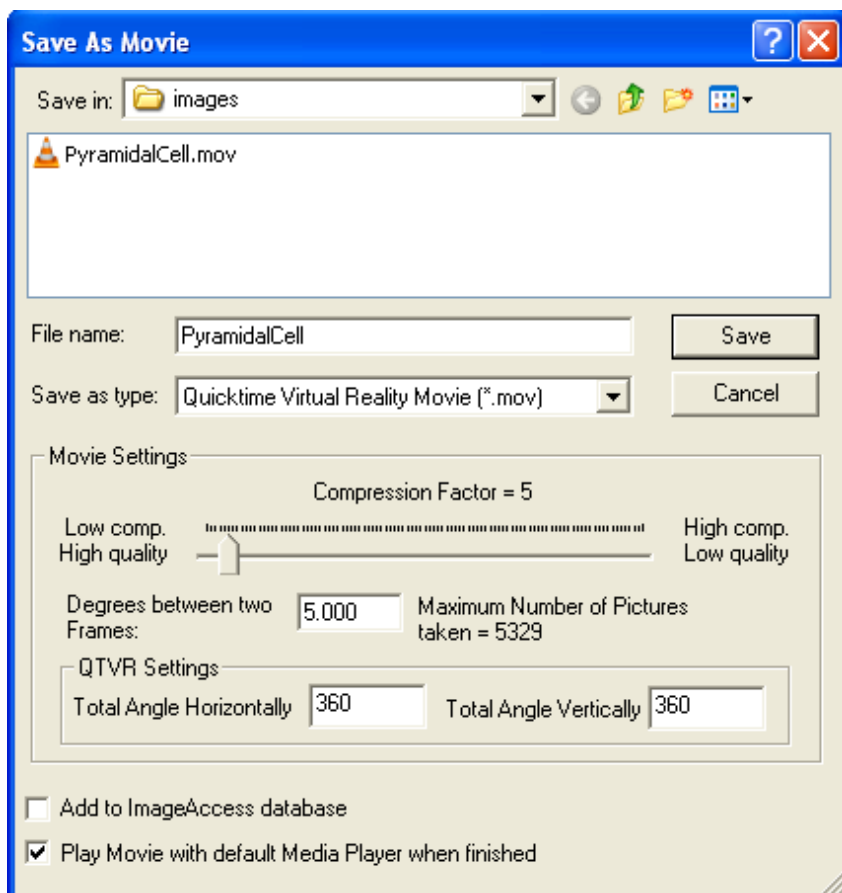 Save As Movie
Save in: images
PyramidalCell.mov
File name: PyramidalCell Save
Save as type: Quicktime Virtual Reality Movie (*.mov) Cancel
Movie Settings
Compression Factor = 5
Low comp. High comp.
High quality Low quality
Degrees between two 5.000 Maximum Number of Pictures
Frames: taken = 5329
QTVR Settings
Total Angle Horizontally 360 Total Angle Vertically 360
Add to ImageAccess database
Play Movie with default Media Player when finished